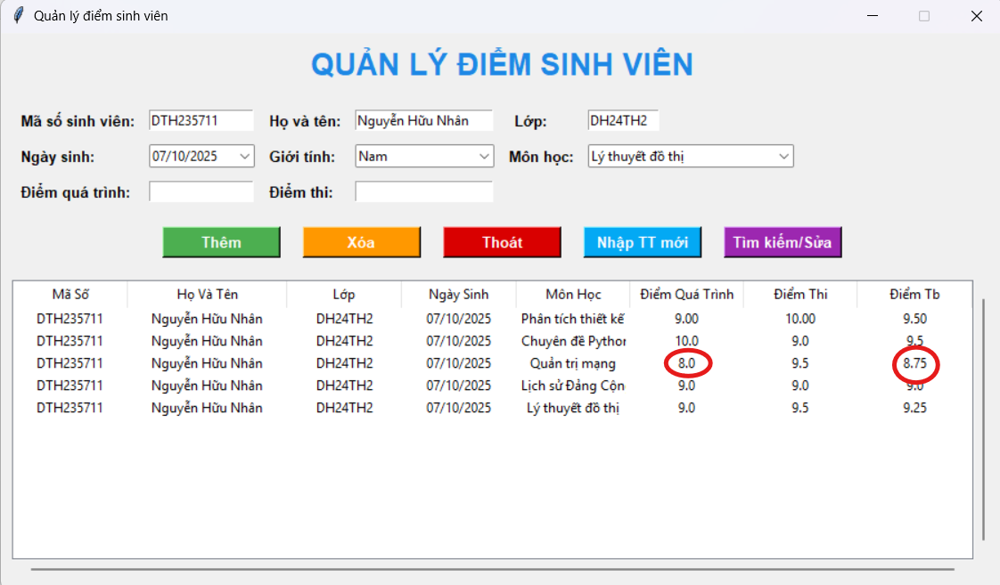 Quản lý điểm sinh viên
QUẢN LÝ ĐIỂM SINH VIÊN
Mã số sinh viên: DTH235711 Họ và tên: Nguyễn Hữu Nhân Lớp: DH24TH2
Ngày sinh: 07/10/2025 Giới tính: Nam Môn học: Lý thuyết đồ thị
Điểm quá trình: Điểm thi:
Thêm Xóa Thoát Nhập TT mới Tìm kiếm/Sửa
Mã Số Họ Và Tên Lớp Ngày Sinh Môn Học Điểm Quá Trình Điểm Thi Điểm Tb
DTH235711 Nguyễn Hữu Nhân DH24TH2 07/10/2025 Phân tích thiết kế 9.00 10.00 9.50
DTH235711 Nguyễn Hữu Nhân DH24TH2 07/10/2025 Chuyên đề Python 10.0 9.0 9.5
DTH235711 Nguyễn Hữu Nhân DH24TH2 07/10/2025 Quản trị mạng 8.0 9.5 8.75
DTH235711 Nguyễn Hữu Nhân DH24TH2 07/10/2025 Lịch sử Đảng Cộn 9.0 9.0 9.0
DTH235711 Nguyễn Hữu Nhân DH24TH2 07/10/2025 Lý thuyết đồ thị 9.0 9.5 9.25